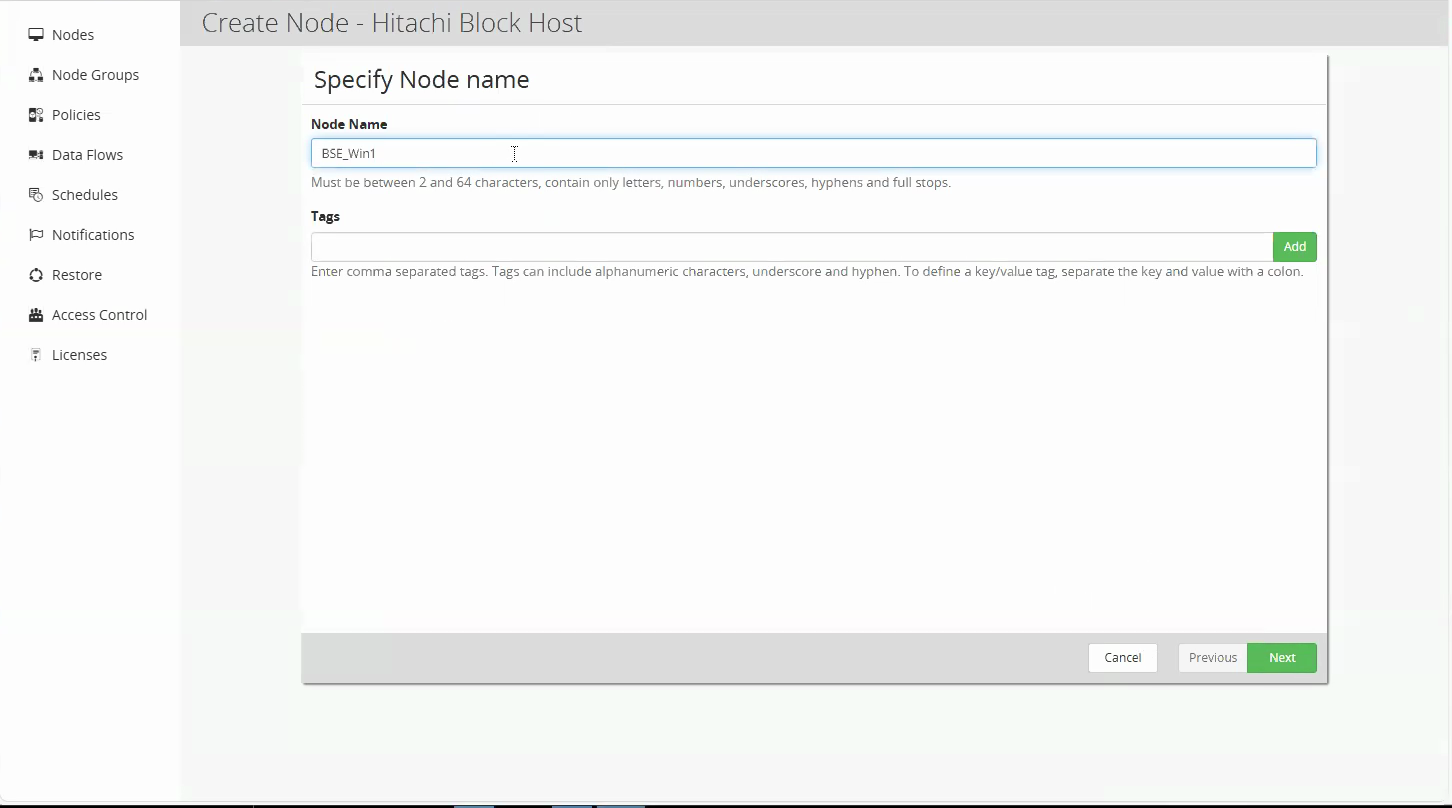 Create Node - Hitachi Block Host
Nodes
Node Groups
Policies
Data Flows
Schedules
Notifications
Restore
Access Control
Licenses
Specify Node name
Node Name
BSE_Win1
Must be between 2 and 64 characters, contain only letters, numbers, underscores, hyphens and full stops.
Tags
Add
Enter comma separated tags. Tags can include alphanumeric characters, underscore and hyphen. To define a key/value tag, separate the key and value with a colon.
Cancel
Previous
Next